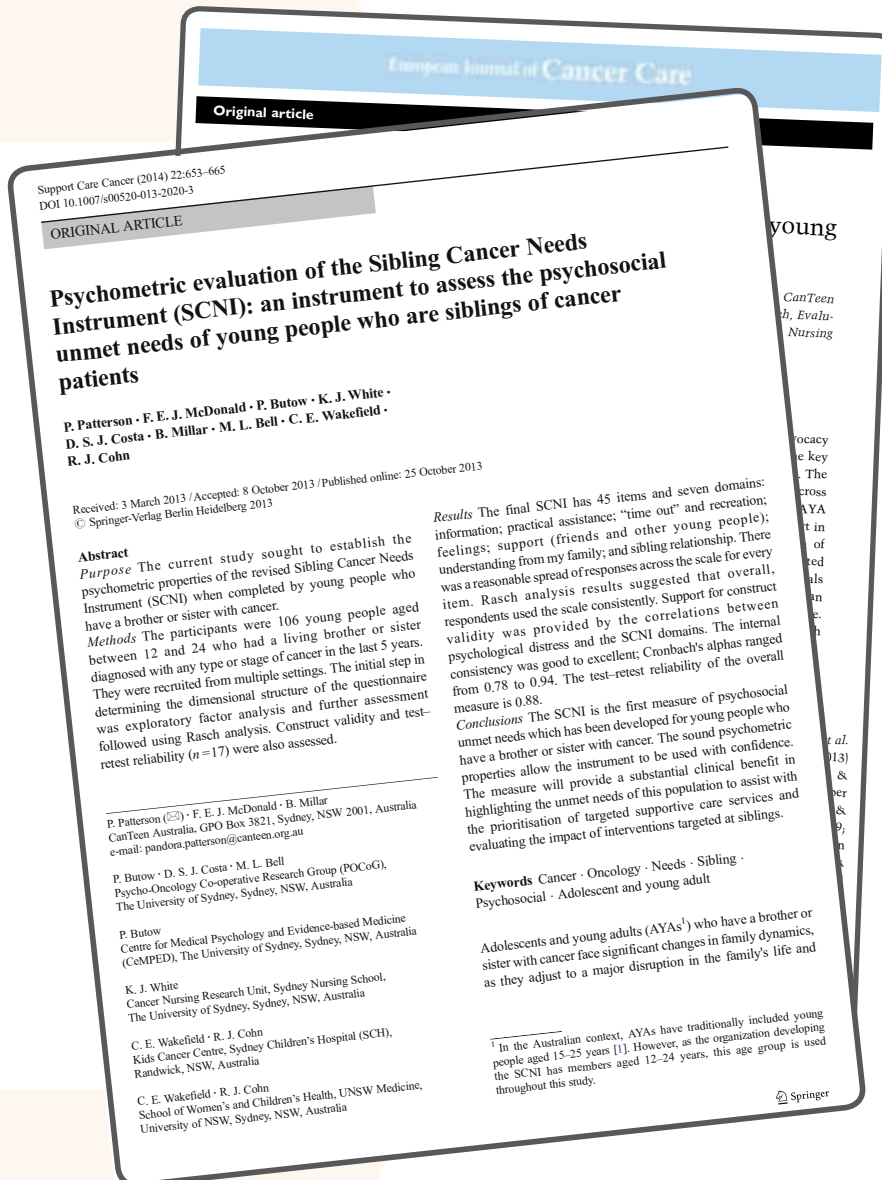 European Journal of Cancer Care
Original article
young
CanTeen
Nursing
Support Care Cancer (2014) 22:653–665
DOI 10.1007/s00520-013-2020-3
ORIGINAL ARTICLE
Psychometric evaluation of the Sibling Cancer Needs
Instrument (SCNI): an instrument to assess the psychosocial
unmet needs of young people who are siblings of cancer
patients
P. Patterson · F. E. J. McDonald · P. Butow · K. J. White ·
D. S. J. Costa · B. Millar · M. L. Bell · C. E. Wakefield ·
R. J. Cohn
Received: 3 March 2013 / Accepted: 8 October 2013 / Published online: 25 October 2013
© Springer-Verlag Berlin Heidelberg 2013
Abstract
Purpose The current study sought to establish the
psychometric properties of the revised Sibling Cancer Needs
Instrument (SCNI) when completed by young people who
have a brother or sister with cancer.
Methods The participants were 106 young people aged
between 12 and 24 who had a living brother or sister
diagnosed with any type or stage of cancer in the last 5 years.
They were recruited from multiple settings. The initial step in
determining the dimensional structure of the questionnaire
was exploratory factor analysis and further assessment
followed using Rasch analysis. Construct validity and test–
retest reliability (n=17) were also assessed.
P. Patterson (✉) · F. E. J. McDonald · B. Millar
CanTeen Australia, GPO Box 3821, Sydney, NSW 2001, Australia
e-mail: pandora.patterson@canteen.org.au
P. Butow · D. S. J. Costa · M. L. Bell
Psycho-Oncology Co-operative Research Group (POCoG),
The University of Sydney, Sydney, NSW, Australia
P. Butow
Centre for Medical Psychology and Evidence-based Medicine
(CeMPED), The University of Sydney, Sydney, NSW, Australia
K. J. White
Cancer Nursing Research Unit, Sydney Nursing School,
The University of Sydney, Sydney, NSW, Australia
C. E. Wakefield · R. J. Cohn
Kids Cancer Centre, Sydney Children's Hospital (SCH),
Randwick, NSW, Australia
C. E. Wakefield · R. J. Cohn
School of Women's and Children's Health, UNSW Medicine,
University of NSW, Sydney, NSW, Australia
Results The final SCNI has 45 items and seven domains:
information; practical assistance; “time out” and recreation;
feelings; support (friends and other young people);
understanding from my family; and sibling relationship. There
was a reasonable spread of responses across the scale for every
item. Rasch analysis results suggested that overall,
respondents used the scale consistently. Support for construct
validity was provided by the correlations between
psychological distress and the SCNI domains. The internal
consistency was good to excellent; Cronbach's alphas ranged
from 0.78 to 0.94. The test–retest reliability of the overall
measure is 0.88.
Conclusions The SCNI is the first measure of psychosocial
unmet needs which has been developed for young people who
have a brother or sister with cancer. The sound psychometric
properties allow the instrument to be used with confidence.
The measure will provide a substantial clinical benefit in
highlighting the unmet needs of this population to assist with
the prioritisation of targeted supportive care services and
evaluating the impact of interventions targeted at siblings.
Keywords Cancer · Oncology · Needs · Sibling ·
Psychosocial · Adolescent and young adult
Adolescents and young adults (AYAs¹) who have a brother or
sister with cancer face significant changes in family dynamics,
as they adjust to a major disruption in the family's life and
¹ In the Australian context, AYAs have traditionally included young
people aged 15–25 years [1]. However, as the organization developing
the SCNI has members aged 12–24 years, this age group is used
throughout this study.
Springer